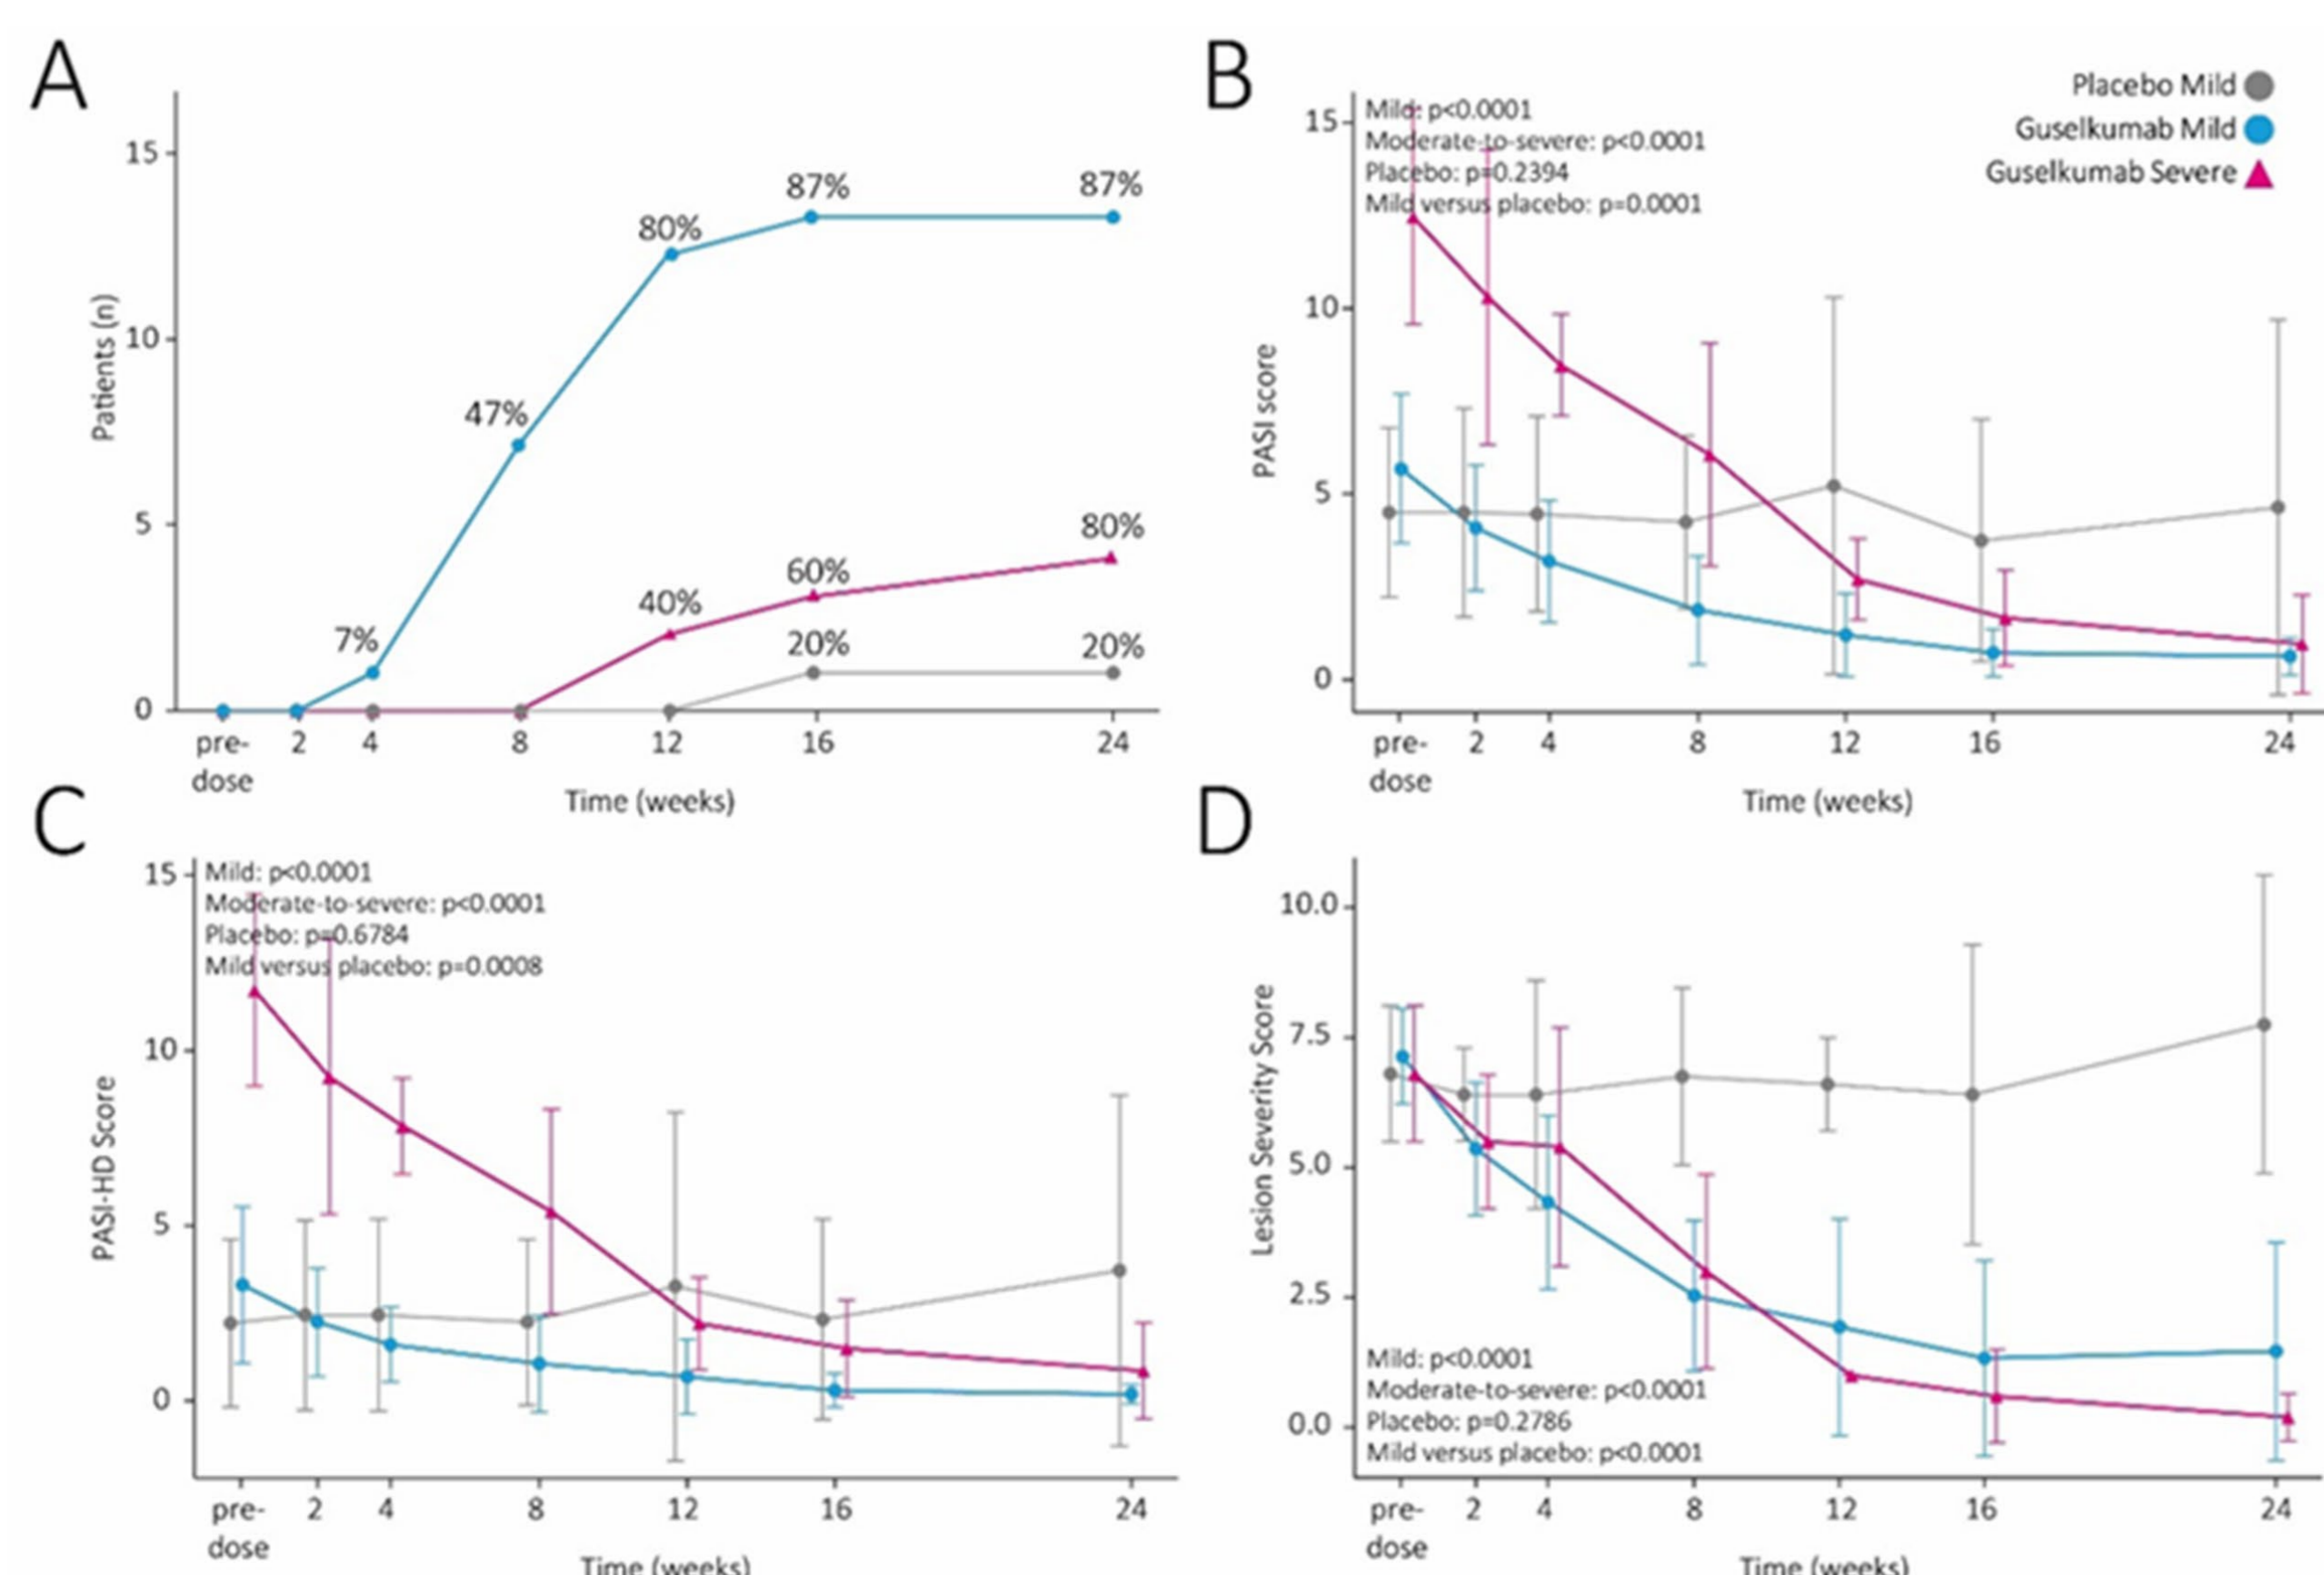 A
15
10
5
0
Patients (n)
7%
47%
80%
87%
87%
40%
60%
80%
20%
20%
pre-
dose
2
4
8
12
16
24
Time (weeks)
B
Placebo Mild
Guselkumab Mild
Guselkumab Severe
Mild: p<0.0001
Moderate-to-severe: p<0.0001
Placebo: p=0.2394
Mild versus placebo: p=0.0001
15
10
5
0
PASI score
pre-
dose
2
4
8
12
16
24
Time (weeks)
C
Mild: p<0.0001
Moderate-to-severe: p<0.0001
Placebo: p=0.6784
Mild versus placebo: p=0.0008
15
10
5
0
PASI-HD Score
pre-
dose
2
4
8
12
16
24
Time (weeks)
D
10.0
7.5
5.0
2.5
0.0
Lesion Severity Score
Mild: p<0.0001
Moderate-to-severe: p<0.0001
Placebo: p=0.2786
Mild versus placebo: p<0.0001
pre-
dose
2
4
8
12
16
24
Time (weeks)